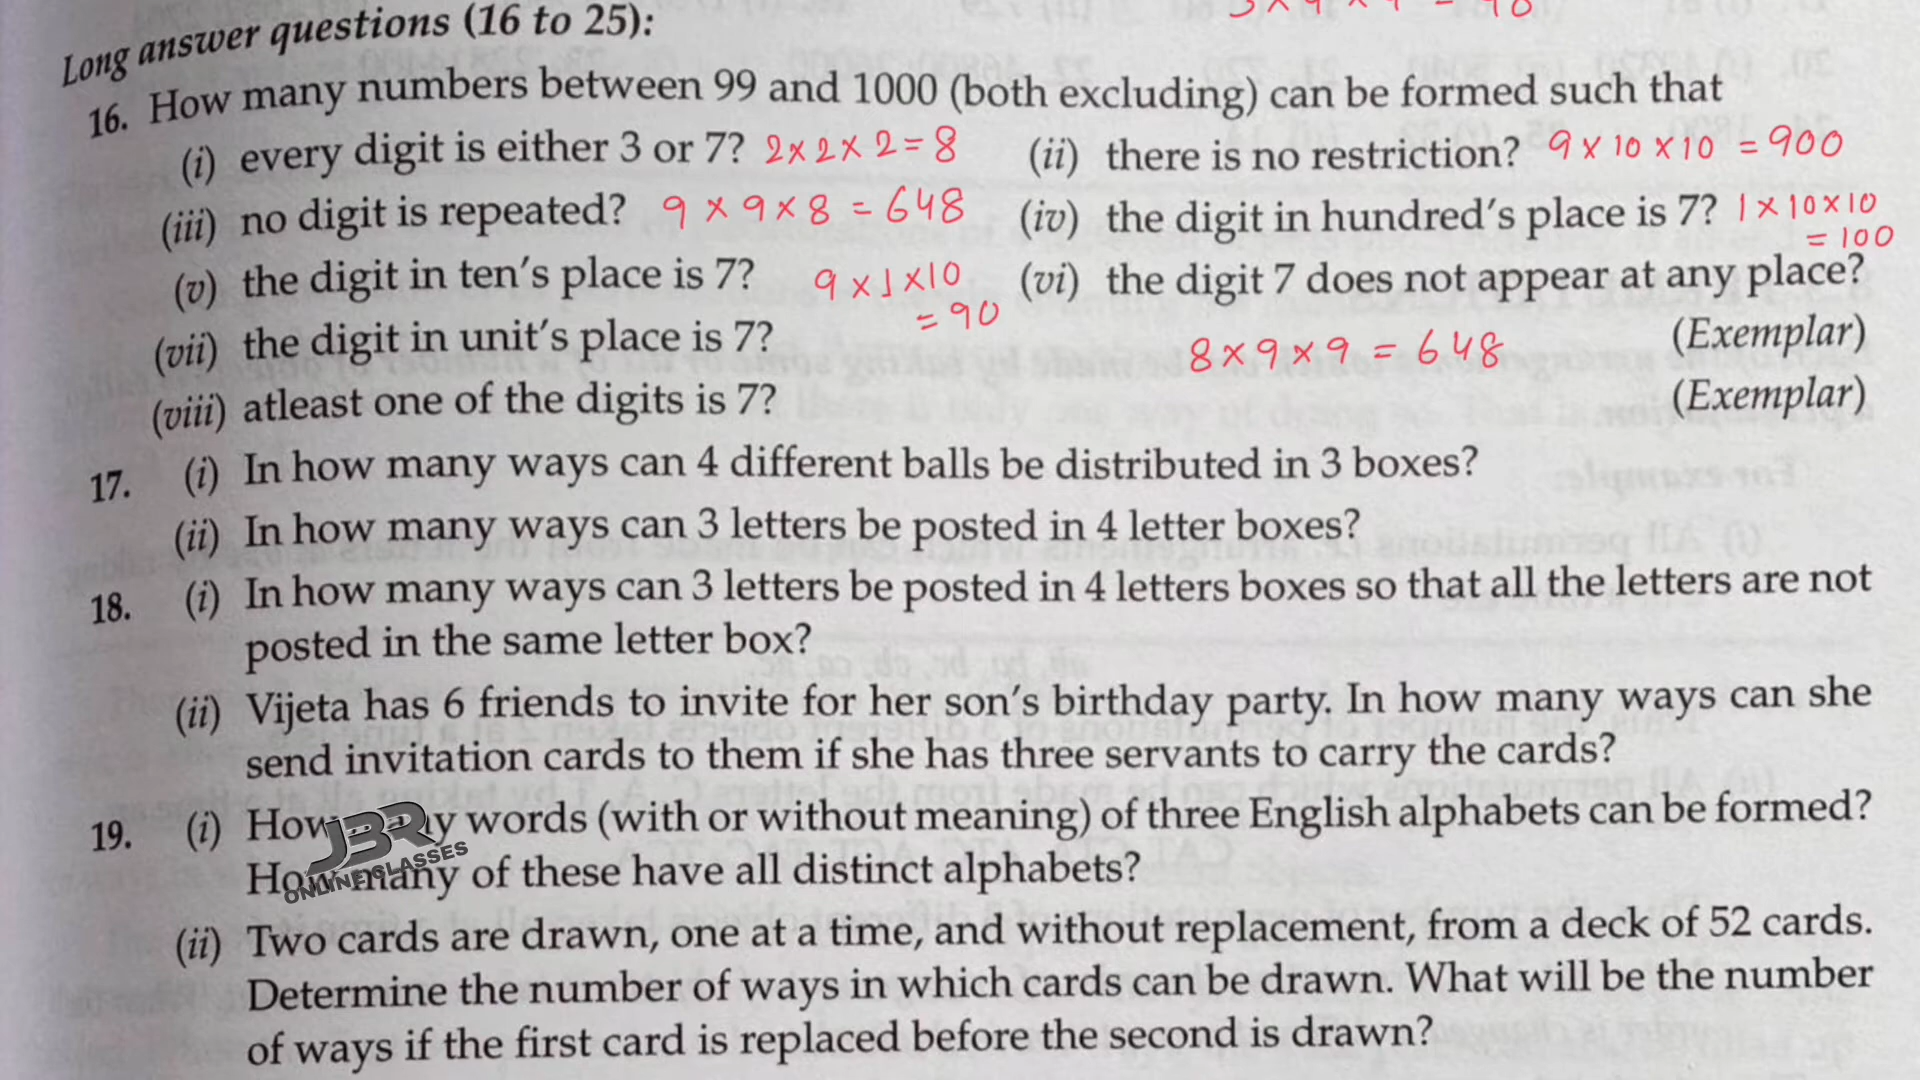 Long answer questions (16 to 25):
16. How many numbers between 99 and 1000 (both excluding) can be formed such that
(i) every digit is either 3 or 7? 2 × 2 × 2 = 8 (ii) there is no restriction? 9 × 10 × 10 = 900
(iii) no digit is repeated? 9 × 9 × 8 = 648 (iv) the digit in hundred's place is 7? 1 × 10 × 10
= 100
(v) the digit in ten's place is 7? 9 × 1 × 10 (vi) the digit 7 does not appear at any place?
= 90
(vii) the digit in unit's place is 7? 8 × 9 × 9 = 648 (Exemplar)
(viii) atleast one of the digits is 7? (Exemplar)
17. (i) In how many ways can 4 different balls be distributed in 3 boxes?
(ii) In how many ways can 3 letters be posted in 4 letter boxes?
18. (i) In how many ways can 3 letters be posted in 4 letters boxes so that all the letters are not
posted in the same letter box?
(ii) Vijeta has 6 friends to invite for her son's birthday party. In how many ways can she
send invitation cards to them if she has three servants to carry the cards?
19. (i) How many words (with or without meaning) of three English alphabets can be formed?
How many of these have all distinct alphabets?
JBR
ONLINE CLASSES
(ii) Two cards are drawn, one at a time, and without replacement, from a deck of 52 cards.
Determine the number of ways in which cards can be drawn. What will be the number
of ways if the first card is replaced before the second is drawn?